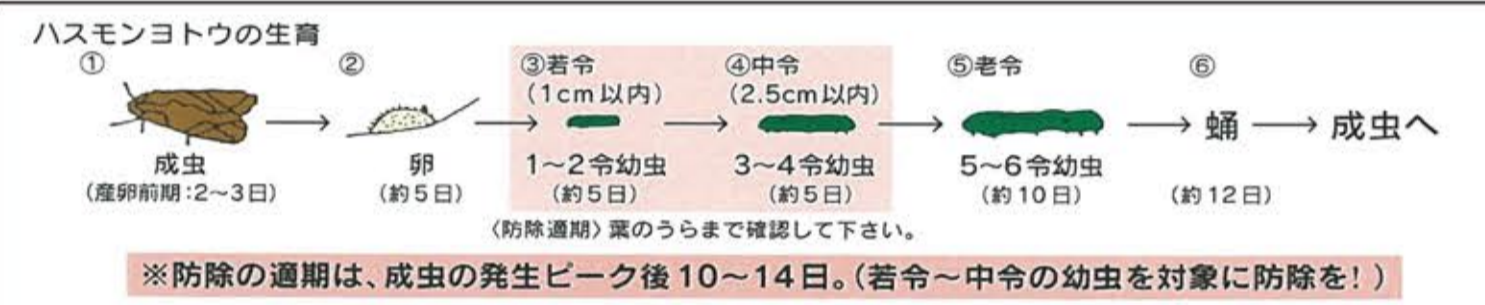 ハスモンヨトウの生育
① ② ③若令 ④中令 ⑤老令 ⑥
(1cm以内) (2.5cm以内)
蛹 成虫へ
成虫 卵 1～2令幼虫 3～4令幼虫 5～6令幼虫
(産卵前期:2～3日) (約5日) (約5日) (約5日) (約10日) (約12日)
〈防除適期〉葉のうらまで確認して下さい。
※防除の適期は、成虫の発生ピーク後10～14日。(若令～中令の幼虫を対象に防除を!)